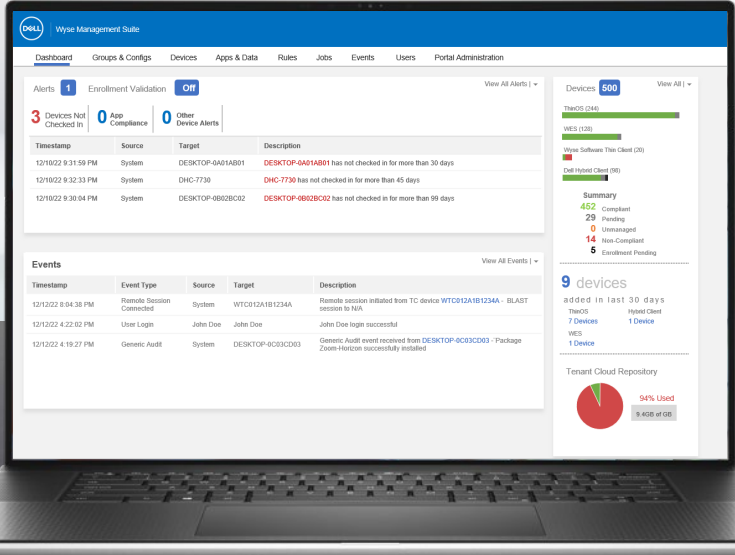 DELL Wyse Management Suite
Dashboard Groups & Configs Devices Apps & Data Rules Jobs Events Users Portal Administration
Alerts 1 Enrollment Validation Off View All Alerts |
3 Devices Not Checked In 0 App Compliance 0 Other Device Alerts
Timestamp Source Target Description
12/10/22 9:31:59 PM System DESKTOP-0A01AB01 DESKTOP-0A01AB01 has not checked in for more than 30 days
12/10/22 9:32:33 PM System DHC-7730 DHC-7730 has not checked in for more than 45 days
12/10/22 9:30:04 PM System DESKTOP-0B02BC02 DESKTOP-0B02BC02 has not checked in for more than 99 days
Events View All Events |
Timestamp Event Type Source Target Description
12/12/22 8:04:38 PM Remote Session Connected System WTC012A1B1234A Remote session initiated from TC device WTC012A1B1234A - BLAST session to N/A
12/12/22 4:22:02 PM User Login John Doe John Doe John Doe login successful
12/12/22 4:19:27 PM Generic Audit System DESKTOP-0C03CD03 Generic Audit event received from DESKTOP-0C03CD03 - 'Package Zoom-Horizon successfully installed
Devices 500 View All |
ThinOS (244)
WES (128)
Wyse Software Thin Client (20)
Dell Hybrid Client (98)
Summary
452 Compliant
29 Pending
0 Unmanaged
14 Non-Compliant
5 Enrollment Pending
9 devices
added in last 30 days
ThinOS Hybrid Client
7 Devices 1 Device
WES
1 Device
Tenant Cloud Repository
94% Used
9.4GB of GB